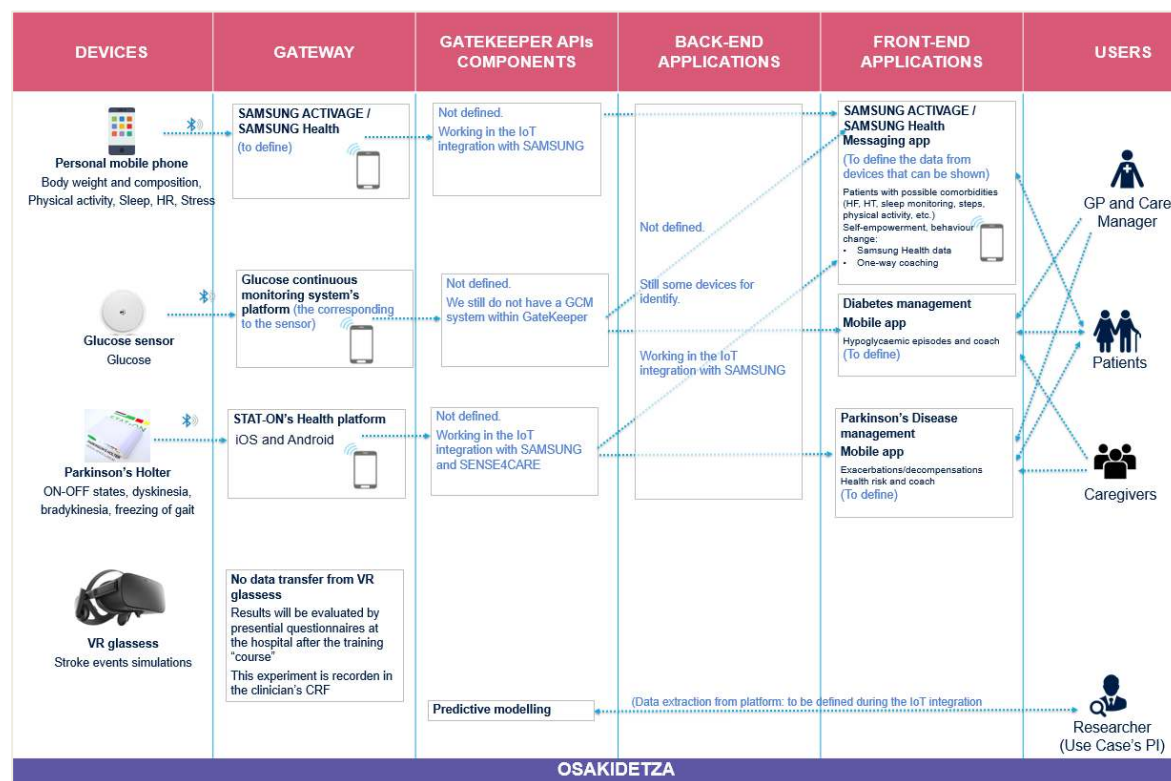 DEVICES
GATEWAY
GATEKEEPER APIs
COMPONENTS
BACK-END
APPLICATIONS
FRONT-END
APPLICATIONS
USERS
Personal mobile phone
Body weight and composition,
Physical activity, Sleep, HR, Stress
SAMSUNG ACTIVAGE /
SAMSUNG Health
(to define)
Not defined.
Working in the IoT
integration with SAMSUNG
Not defined.
Still some devices for
identify.
Working in the IoT
integration with SAMSUNG
SAMSUNG ACTIVAGE /
SAMSUNG Health
Messaging app
(To define the data from
devices that can be shown)
Patients with possible comorbidities
(HF, HT, sleep monitoring, steps,
physical activity, etc.)
Self-empowerment, behaviour
change:
• Samsung Health data
• One-way coaching
GP and Care
Manager
Glucose sensor
Glucose
Glucose continuous
monitoring system's
platform (the corresponding
to the sensor)
Not defined.
We still do not have a GCM
system within GateKeeper
Diabetes management
Mobile app
Hypoglycaemic episodes and coach
(To define)
Patients
Parkinson's Holter
ON-OFF states, dyskinesia,
bradykinesia, freezing of gait
STAT-ON's Health platform
iOS and Android
Not defined.
Working in the IoT
integration with SAMSUNG
and SENSE4CARE
Parkinson's Disease
management
Mobile app
Exacerbations/decompensations
Health risk and coach
(To define)
Caregivers
VR glassess
Stroke events simulations
No data transfer from VR
glassess
Results will be evaluated by
presential questionnaires at
the hospital after the training
"course"
This experiment is recorden in
the clinician's CRF
Predictive modelling
(Data extraction from platform: to be defined during the IoT integration
Researcher
(Use Case's PI)
OSAKIDETZA